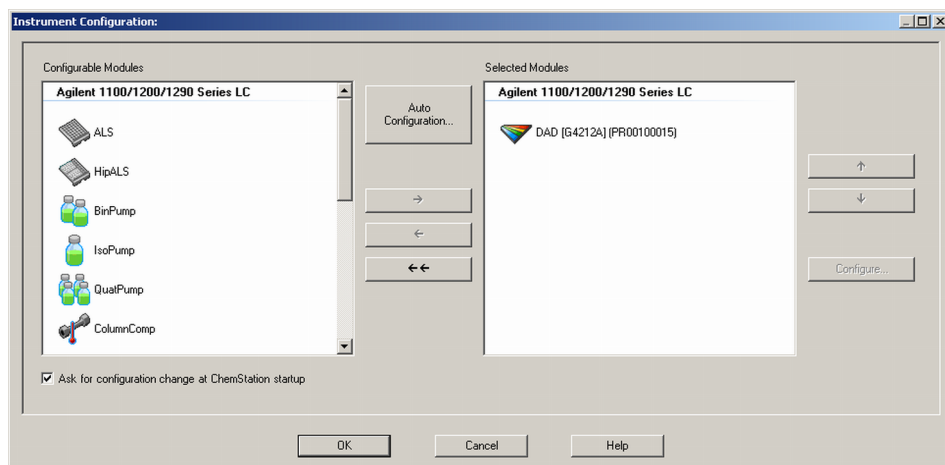 Instrument Configuration:
Configurable Modules
Agilent 1100/1200/1290 Series LC
ALS
HipALS
BinPump
IsoPump
QuatPump
ColumnComp
Auto
Configuration...
Selected Modules
Agilent 1100/1200/1290 Series LC
DAD [G4212A] (PR00100015)
Configure...
Ask for configuration change at ChemStation startup
OK
Cancel
Help